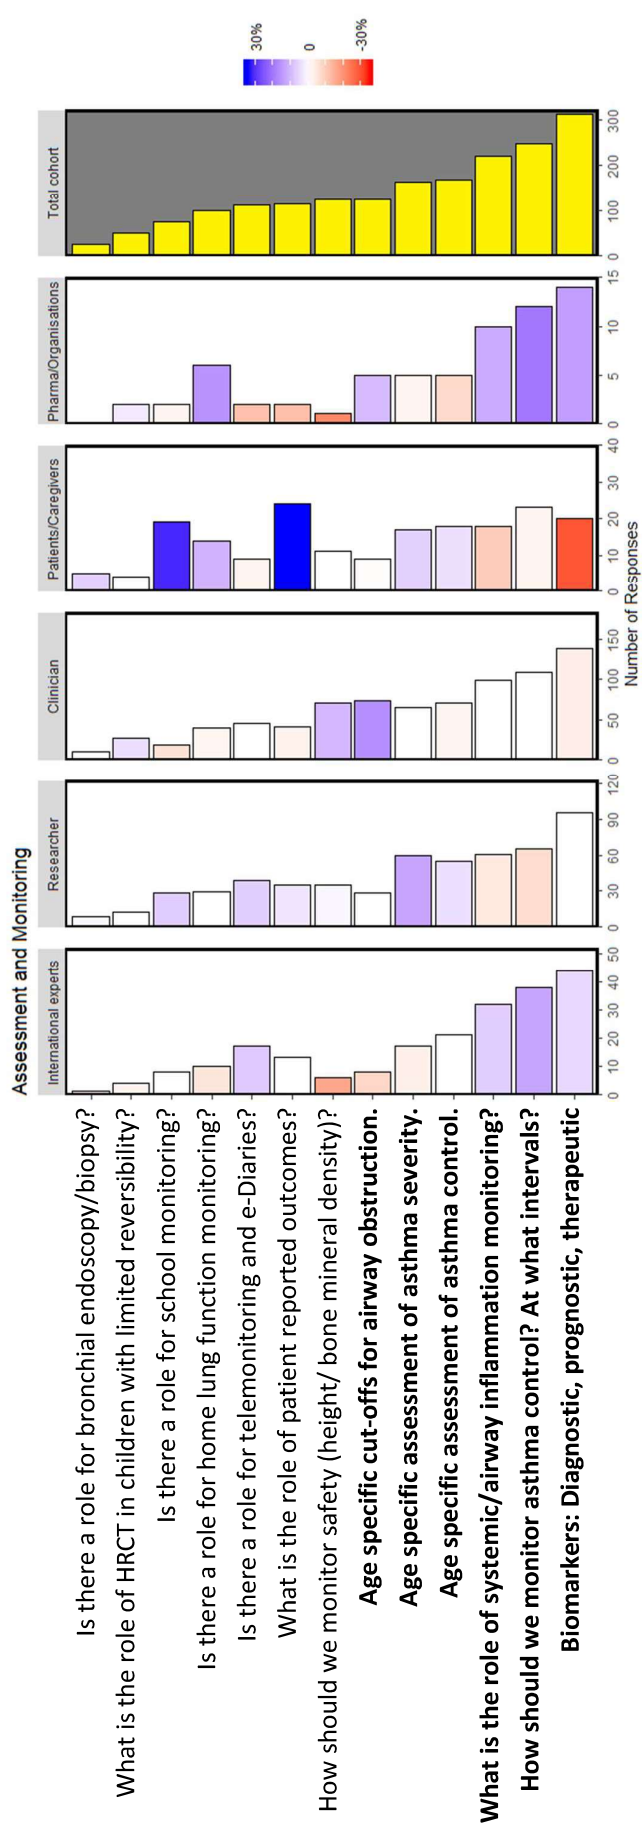 Assessment and Monitoring
International experts
Researcher
Clinician
Patients/Caregivers
Pharma/Organisations
Total cohort
Is there a role for bronchial endoscopy/biopsy?
What is the role of HRCT in children with limited reversibility?
Is there a role for school monitoring?
Is there a role for home lung function monitoring?
Is there a role for telemonitoring and e-Diaries?
What is the role of patient reported outcomes?
How should we monitor safety (height/ bone mineral density)?
Age specific cut-offs for airway obstruction.
Age specific assessment of asthma severity.
Age specific assessment of asthma control.
What is the role of systemic/airway inflammation monitoring?
How should we monitor asthma control? At what intervals?
Biomarkers: Diagnostic, prognostic, therapeutic
0 10 20 30 40 50
0 30 60 90 120
0 50 100 150
0 10 20 30 40
0 5 10 15
0 100 200 300
Number of Responses
30%
0
-30%